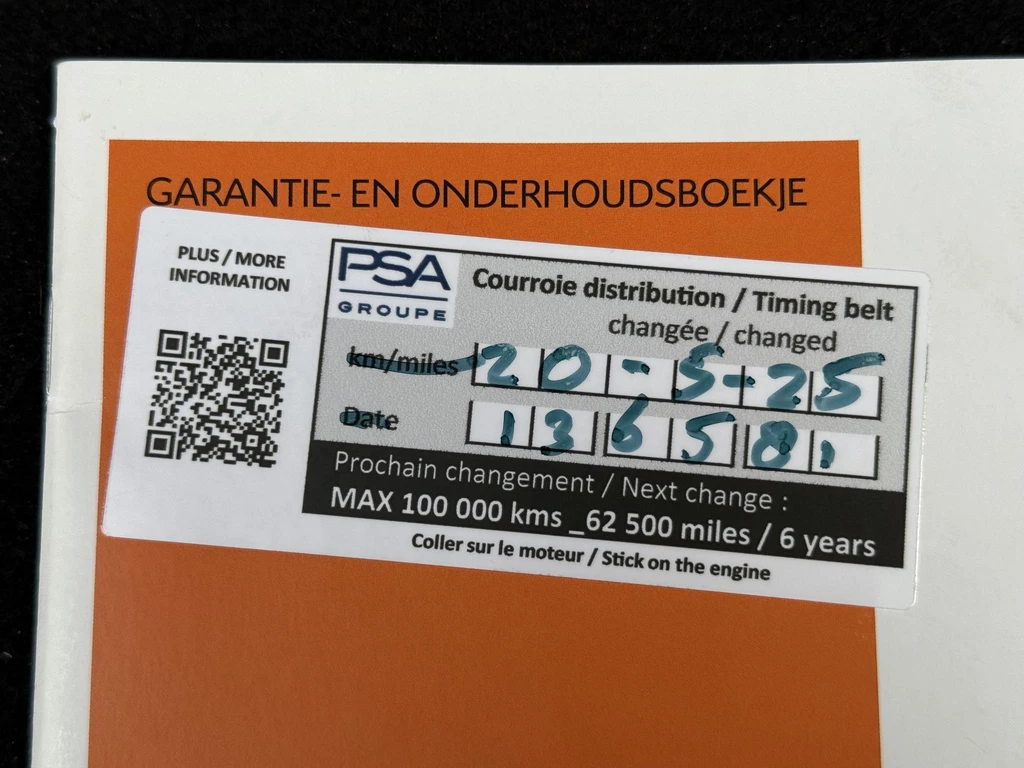 GARANTIE- EN ONDERHOUDSBOEKJE
PLUS / MORE
INFORMATION
PSA
GROUPE
Courroie distribution / Timing belt
changée / changed
km/miles 20-5-25
Date 136581
Prochain changement / Next change :
MAX 100 000 kms _62 500 miles / 6 years
Coller sur le moteur / Stick on the engine